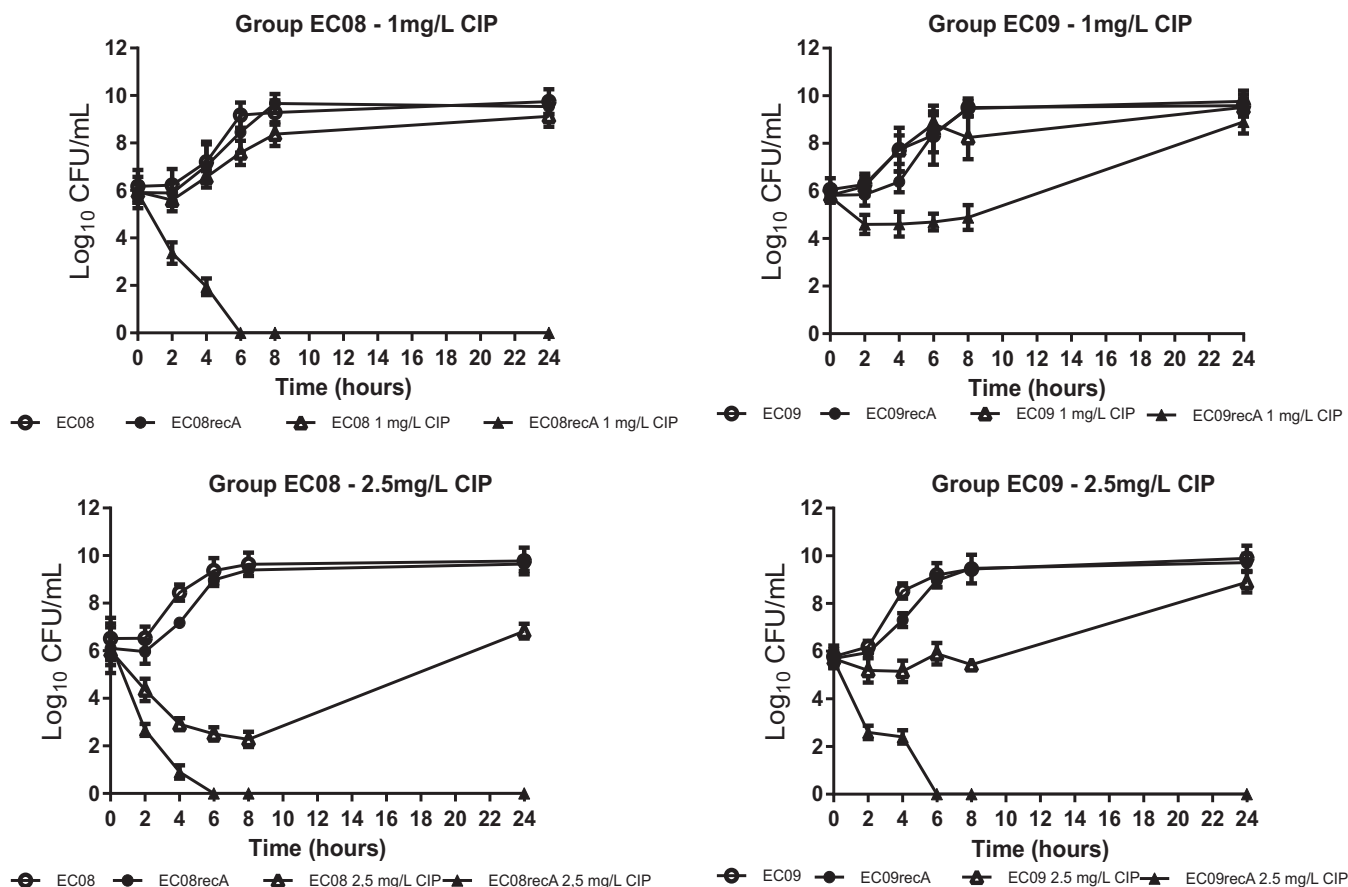 Group EC08 - 1mg/L CIP
12
10
8
6
4
2
0
Log10 CFU/mL
0 2 4 6 8 10 12 14 16 18 20 22 24
Time (hours)
EC08 EC08recA EC08 1 mg/L CIP EC08recA 1 mg/L CIP
Group EC09 - 1mg/L CIP
12
10
8
6
4
2
0
Log10 CFU/mL
0 2 4 6 8 10 12 14 16 18 20 22 24
Time (hours)
EC09 EC09recA EC09 1 mg/L CIP EC09recA 1 mg/L CIP
Group EC08 - 2.5mg/L CIP
12
10
8
6
4
2
0
Log10 CFU/mL
0 2 4 6 8 10 12 14 16 18 20 22 24
Time (hours)
EC08 EC08recA EC08 2,5 mg/L CIP EC08recA 2,5 mg/L CIP
Group EC09 - 2.5mg/L CIP
12
10
8
6
4
2
0
Log10 CFU/mL
0 2 4 6 8 10 12 14 16 18 20 22 24
Time (hours)
EC09 EC09recA EC09 2.5 mg/L CIP EC09recA 2.5 mg/L CIP